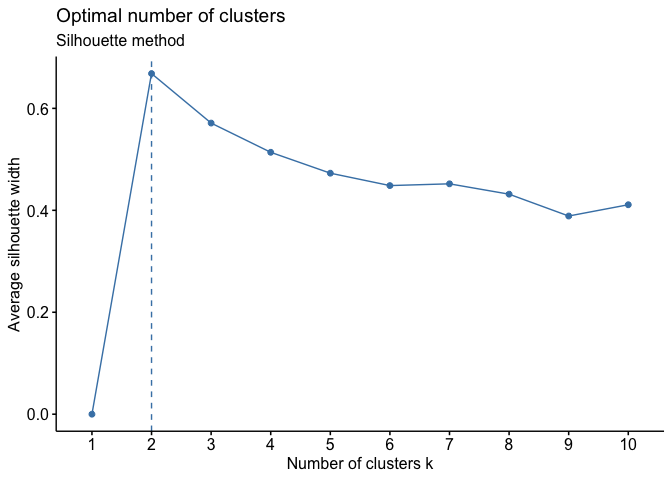 Optimal number of clusters
Silhouette method
Average silhouette width
0.6
0.4
0.2
0.0
1 2 3 4 5 6 7 8 9 10
Number of clusters k